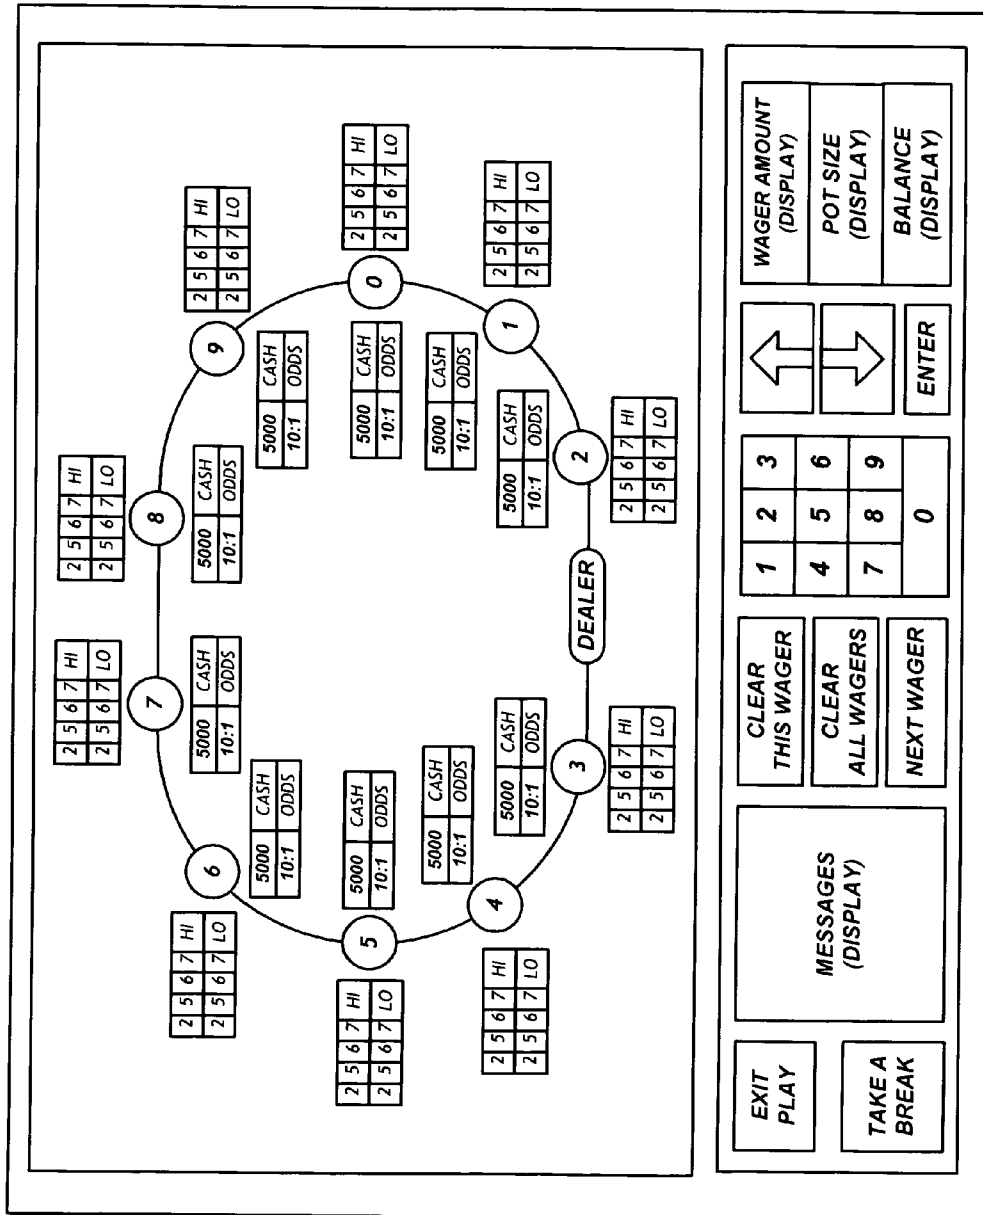 2 5 6 7 HI
2 5 6 7 LO
7
5000 CASH
10:1 ODDS
2 5 6 7 HI
2 5 6 7 LO
8
5000 CASH
10:1 ODDS
2 5 6 7 HI
2 5 6 7 LO
6
5000 CASH
10:1 ODDS
2 5 6 7 HI
2 5 6 7 LO
9
5000 CASH
10:1 ODDS
2 5 6 7 HI
2 5 6 7 LO
5
5000 CASH
10:1 ODDS
2 5 6 7 HI
2 5 6 7 LO
0
5000 CASH
10:1 ODDS
2 5 6 7 HI
2 5 6 7 LO
4
5000 CASH
10:1 ODDS
2 5 6 7 HI
2 5 6 7 LO
1
5000 CASH
10:1 ODDS
5000 CASH
10:1 ODDS
3
2 5 6 7 HI
2 5 6 7 LO
DEALER
5000 CASH
10:1 ODDS
2
2 5 6 7 HI
2 5 6 7 LO
EXIT
PLAY
TAKE A
BREAK
MESSAGES
(DISPLAY)
CLEAR
THIS WAGER
CLEAR
ALL WAGERS
NEXT WAGER
1 2 3
4 5 6
7 8 9
0
ENTER
WAGER AMOUNT
(DISPLAY)
POT SIZE
(DISPLAY)
BALANCE
(DISPLAY)